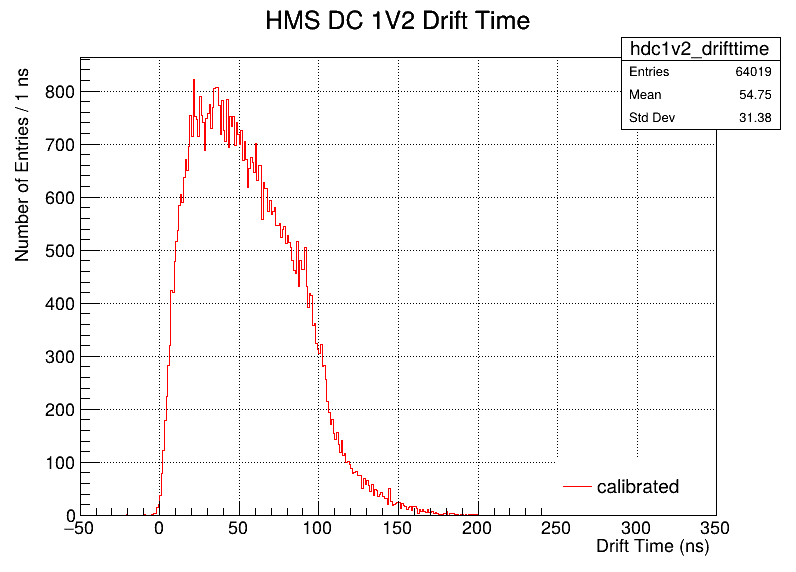 HMS DC 1V2 Drift Time
hdc1v2_drifttime
Entries 64019
Mean 54.75
Std Dev 31.38
Number of Entries / 1 ns
800
700
600
500
400
300
200
100
0
calibrated
−50 0 50 100 150 200 250 300 350
Drift Time (ns)